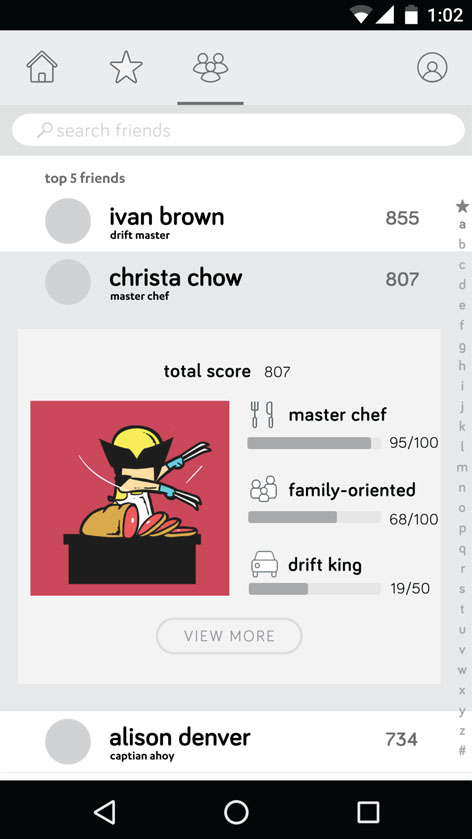 1:02
search friends
top 5 friends
ivan brown
855
drift master
christa chow
807
master chef
total score 807
master chef
95/100
family-oriented
68/100
drift king
19/50
VIEW MORE
alison denver
734
captian ahoy
a
b
c
d
e
f
g
h
i
j
k
l
m
n
o
p
q
r
s
t
u
v
w
x
y
z
#